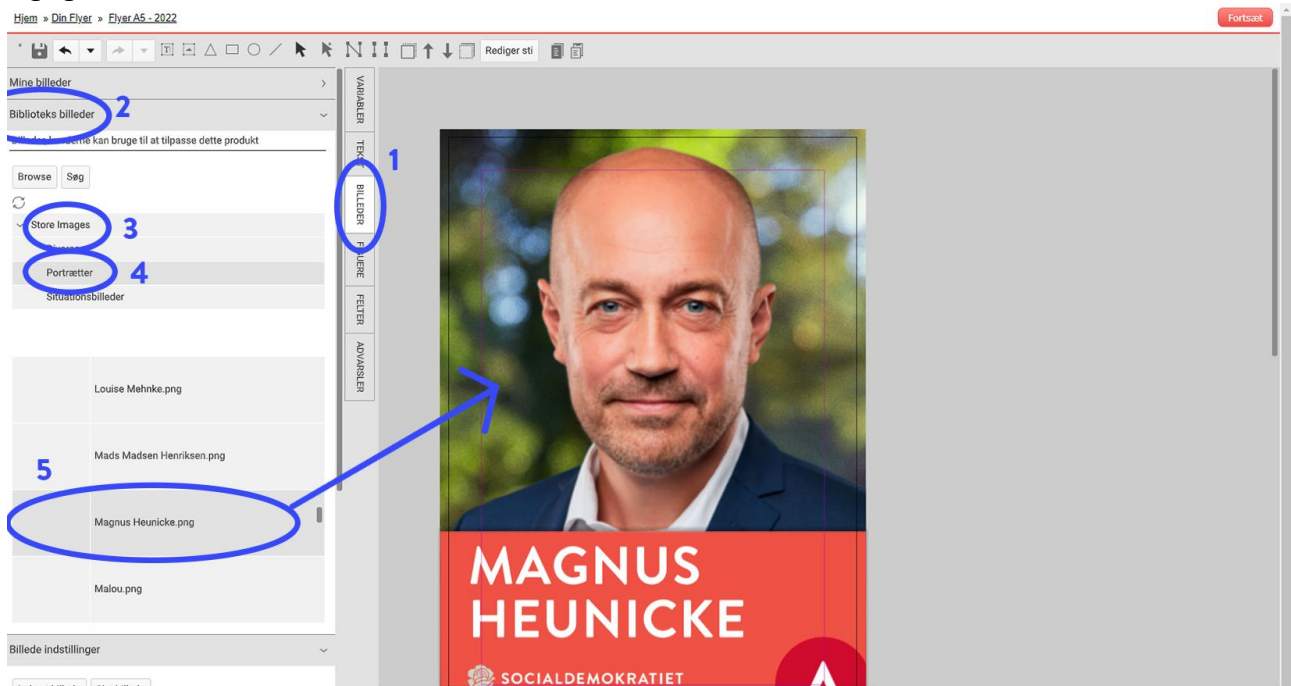 Hjem » Din Flyer » Flyer A5 - 2022
Fortsæt
Rediger sti
Mine billeder
Biblioteks billeder
2
kan bruge til at tilpasse dette produkt
Browse Søg
Store Images
3
Portrætter
4
Situationsbilleder
Louise Mehnke.png
Mads Madsen Henriksen.png
5
Magnus Heunicke.png
Malou.png
Billede indstillinger
VARIABLER
TEKST
1
BILLEDER
FELTER
ADVARSLER
MAGNUS
HEUNICKE
SOCIALDEMOKRATIET
A